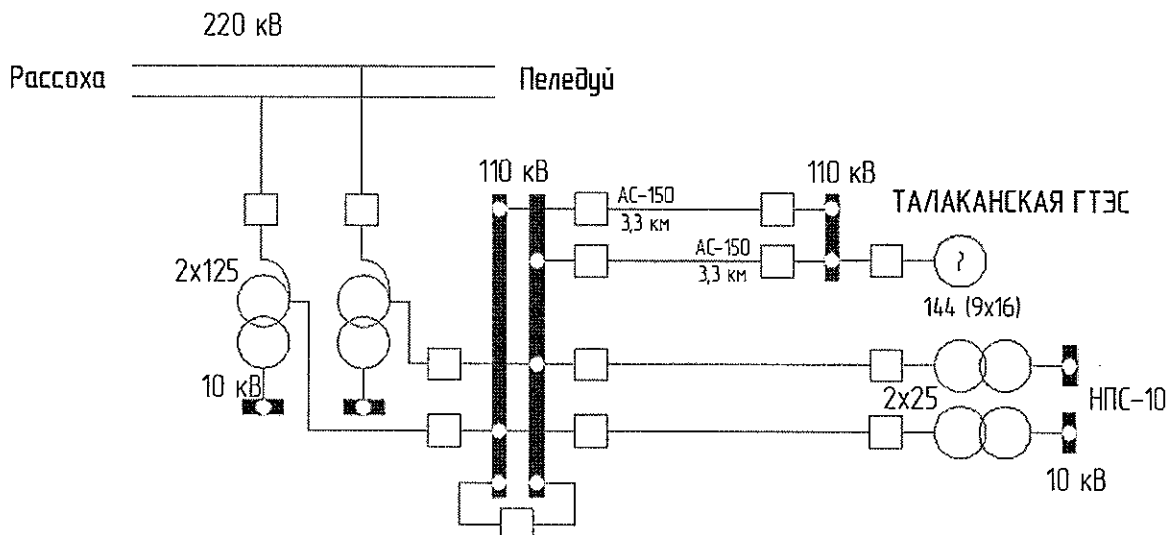 220 кВ
Рассоха
Пеледуй
110 кВ
110 кВ
АС-150
3,3 км
ТАЛАКАНСКАЯ ГТЭС
АС-150
3,3 км
2х125
144 (9х16)
10 кВ
2х25
НПС-10
10 кВ